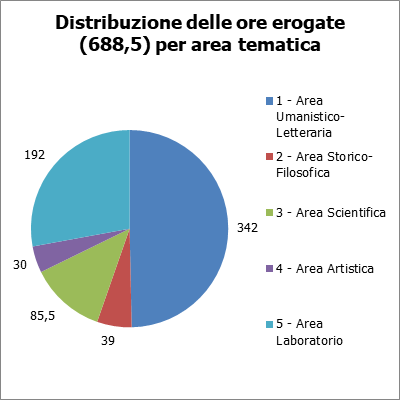 Distribuzione delle ore erogate
(688,5) per area tematica
1 - Area
Umanistico-
Letteraria
2 - Area Storico-
Filosofica
3 - Area Scientifica
4 - Area Artistica
5 - Area
Laboratorio
192
342
30
85,5
39